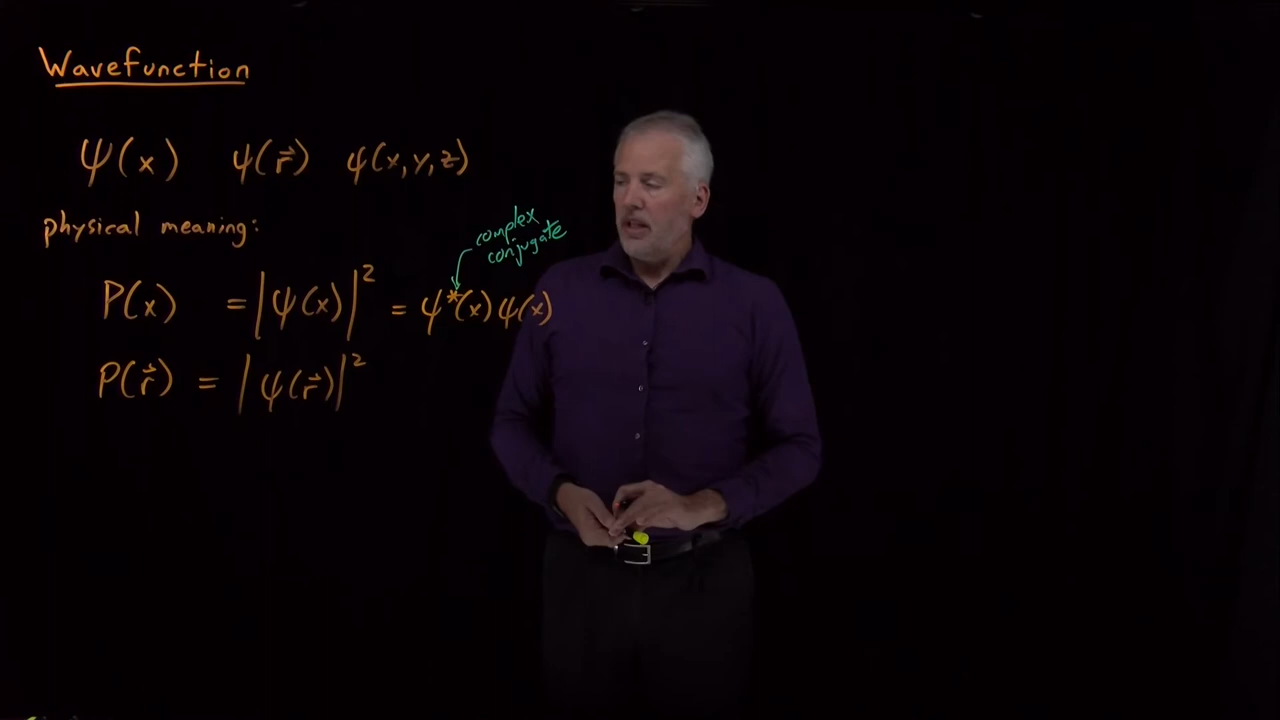 Wavefunction
ψ(x) ψ(r⃗) ψ(x,y,z)
physical meaning:
complex
conjugate
P(x) = |ψ(x)|² = ψ*(x)ψ(x)
P(r⃗) = |ψ(r⃗)|²